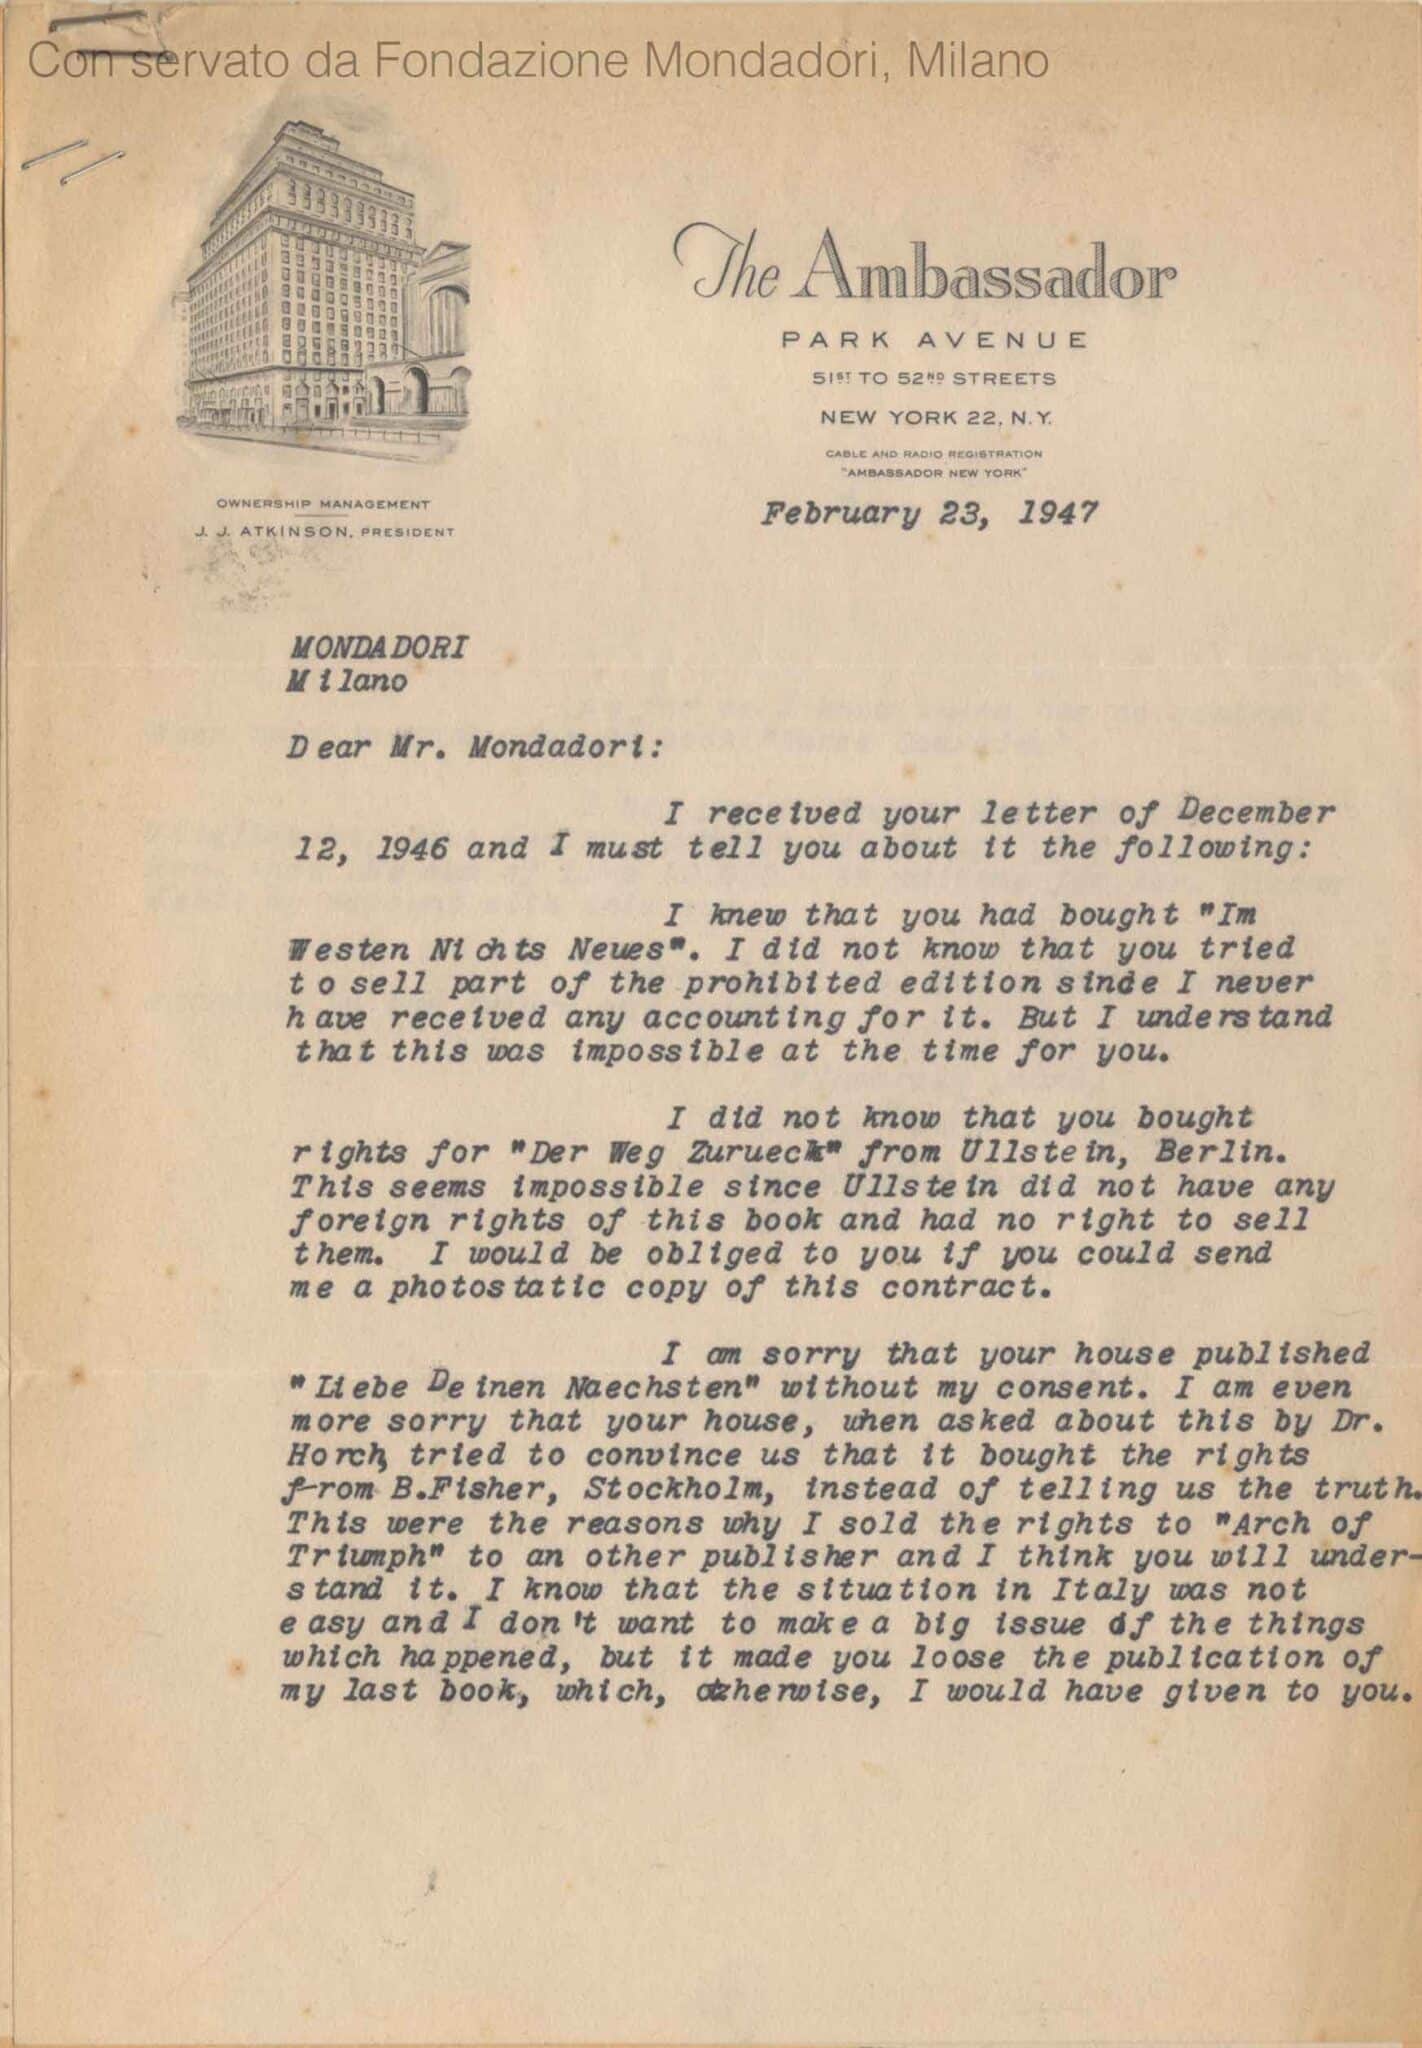 Conservato da Fondazione Mondadori, Milano
The Ambassador
PARK AVENUE
51ST TO 52ND STREETS
NEW YORK 22, N.Y.
CABLE AND RADIO REGISTRATION
"AMBASSADOR NEW YORK"
OWNERSHIP MANAGEMENT
J. J. ATKINSON, PRESIDENT
February 23, 1947
MONDADORI
Milano
Dear Mr. Mondadori:
I received your letter of December
12, 1946 and I must tell you about it the following:
I knew that you had bought "Im
Westen Nichts Neues". I did not know that you tried
to sell part of the prohibited edition since I never
have received any accounting for it. But I understand
that this was impossible at the time for you.
I did not know that you bought
rights for "Der Weg Zurueck" from Ullstein, Berlin.
This seems impossible since Ullstein did not have any
foreign rights of this book and had no right to sell
them. I would be obliged to you if you could send
me a photostatic copy of this contract.
I am sorry that your house published
"Liebe Deinen Naechsten" without my consent. I am even
more sorry that your house, when asked about this by Dr.
Horch, tried to convince us that it bought the rights
from B.Fisher, Stockholm, instead of telling us the truth.
This were the reasons why I sold the rights to "Arch of
Triumph" to an other publisher and I think you will under-
stand it. I know that the situation in Italy was not
easy and I don't want to make a big issue of the things
which happened, but it made you loose the publication of
my last book, which, otherwise, I would have given to you.